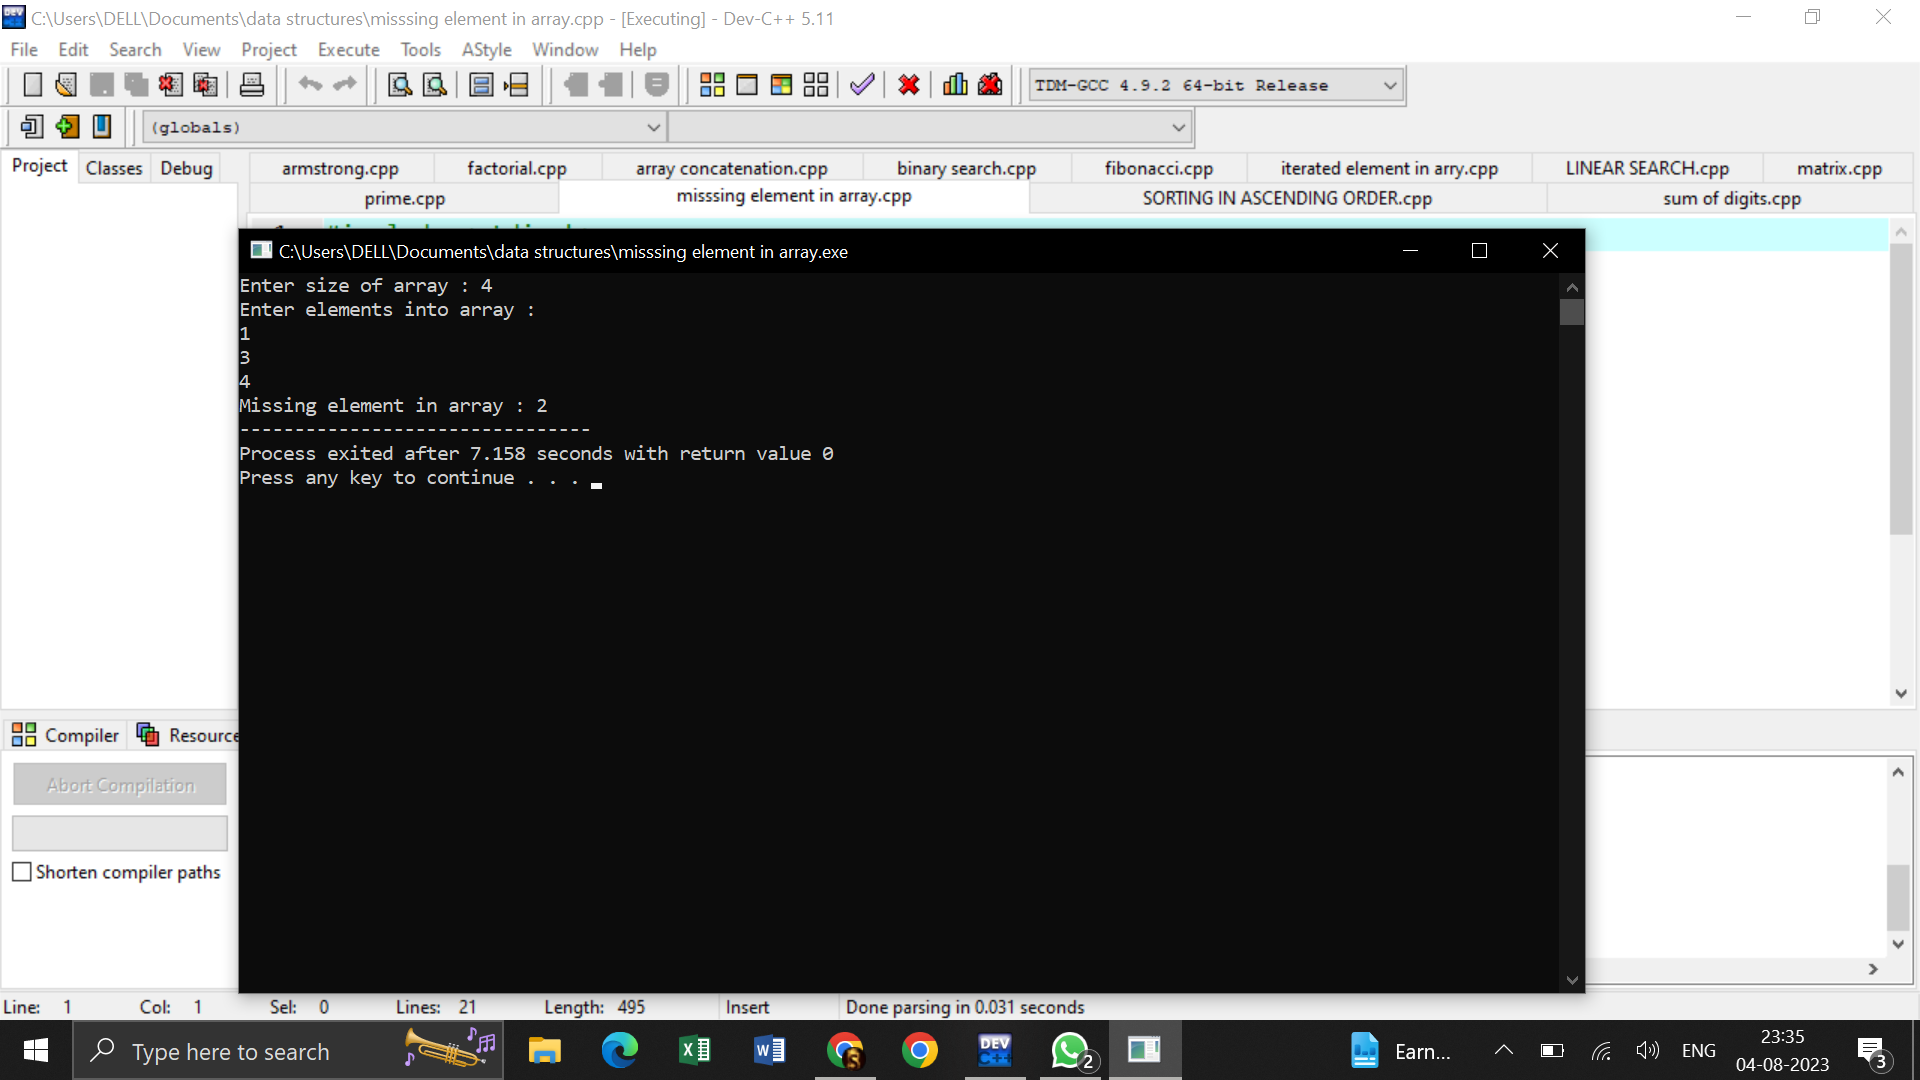 C:\Users\DELL\Documents\data structures\misssing element in array.cpp - [Executing] - Dev-C++ 5.11
File Edit Search View Project Execute Tools AStyle Window Help
TDM-GCC 4.9.2 64-bit Release
(globals)
Project Classes Debug
armstrong.cpp factorial.cpp array concatenation.cpp binary search.cpp fibonacci.cpp iterated element in arry.cpp LINEAR SEARCH.cpp matrix.cpp
prime.cpp misssing element in array.cpp SORTING IN ASCENDING ORDER.cpp sum of digits.cpp
C:\Users\DELL\Documents\data structures\misssing element in array.exe
Enter size of array : 4
Enter elements into array :
1
3
4
Missing element in array : 2
--------------------------------
Process exited after 7.158 seconds with return value 0
Press any key to continue . . .
Compiler Resource
Abort Compilation
Shorten compiler paths
Line: 1 Col: 1 Sel: 0 Lines: 21 Length: 495 Insert Done parsing in 0.031 seconds
Type here to search
DEV C++
2
Earn...
ENG
23:35
04-08-2023
3